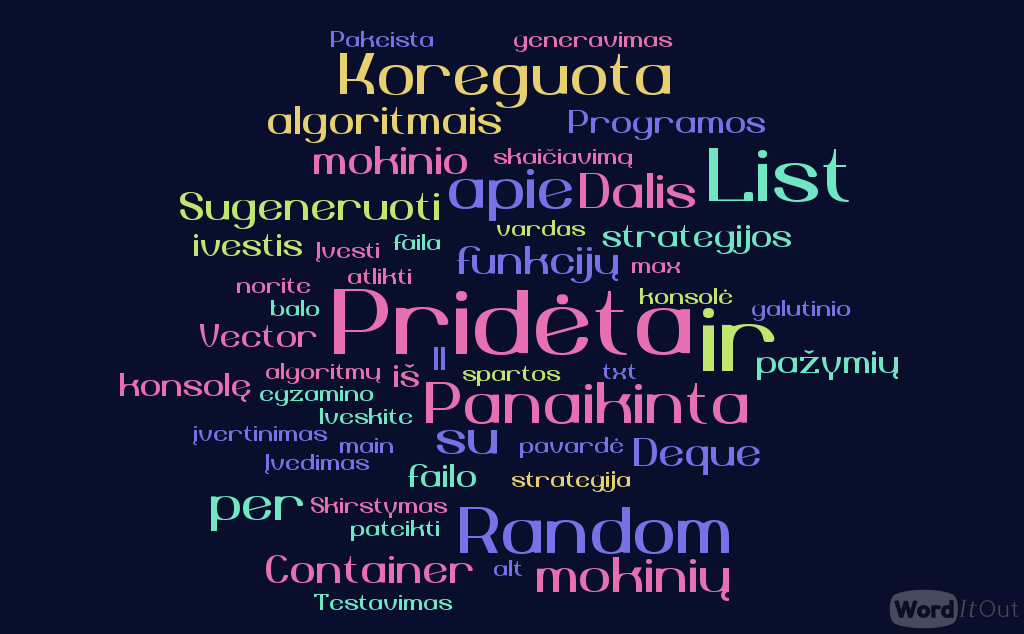 Pakeista
generavimas
Koreguota
algoritmais
Programos
mokinio
skaičiavimą
List
apie
Dalis
Sugeneruoti
vardas
strategijos
ivestis
Įvesti
faila
funkcijų
max
norite
atlikti
konsolė
balo
galutinio
Pridėta
ir
Vector
II
pažymių
algoritmų
iš
spartos
txt
konsolę
egzamino
Panaikinta
Iveskite
įvertinimas
main
su
pavardė
Deque
Įvedimas
failo
strategija
per
Skirstymas
Random
pateikti
Container
alt
mokinių
Testavimas
WordItOut